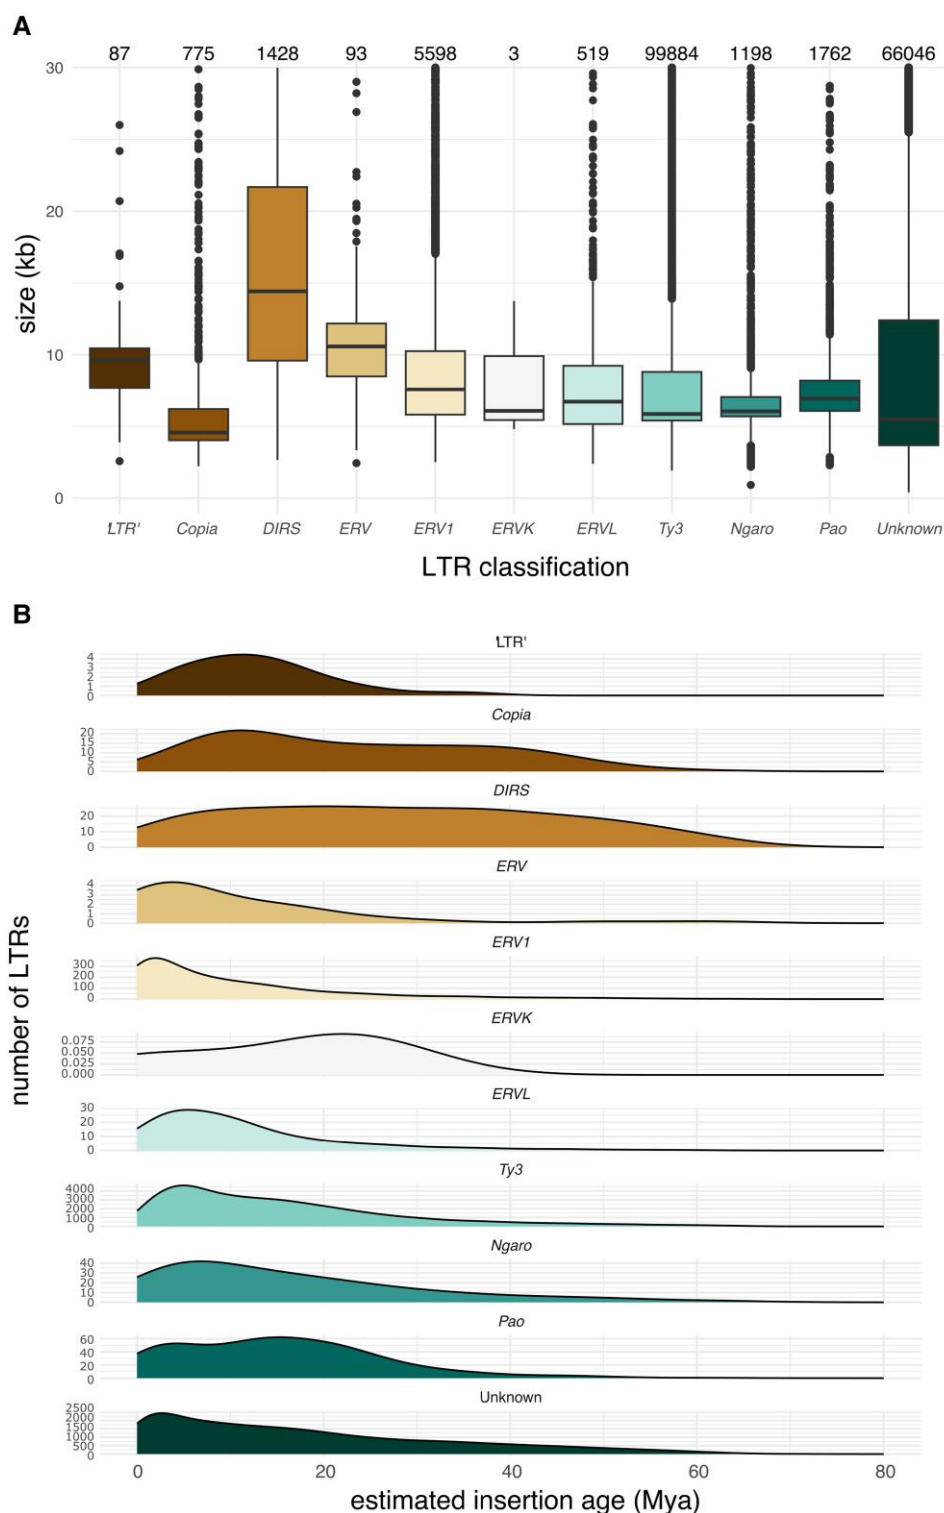 A
87 775 1428 93 5598 3 519 99884 1198 1762 66046
30
20
10
0
size (kb)
'LTR' Copia DIRS ERV ERV1 ERVK ERVL Ty3 Ngaro Pao Unknown
LTR classification
B
number of LTRs
'LTR'
4
3
2
1
0
Copia
20
15
10
5
0
DIRS
20
10
0
ERV
4
3
2
1
0
ERV1
300
200
100
0
ERVK
0.075
0.050
0.025
0.000
ERVL
30
20
10
0
Ty3
4000
3000
2000
1000
0
Ngaro
40
30
20
10
0
Pao
60
40
20
0
Unknown
2500
2000
1500
1000
500
0
0 20 40 60 80
estimated insertion age (Mya)